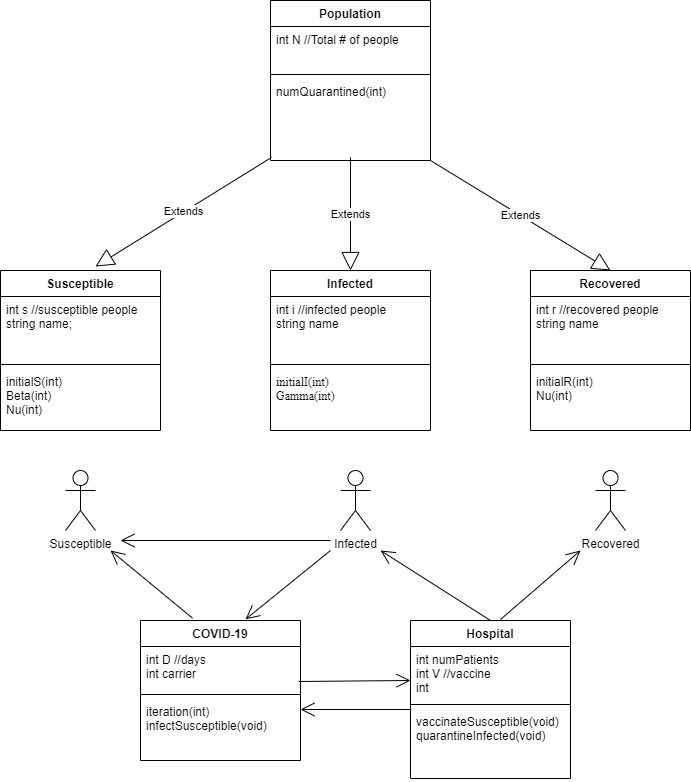 Population
int N //Total # of people
numQuarantined(int)
Extends
Extends
Extends
Susceptible
int s //susceptible people
string name;
initialS(int)
Beta(int)
Nu(int)
Infected
int i //infected people
string name
initialI(int)
Gamma(int)
Recovered
int r //recovered people
string name
initialR(int)
Nu(int)
Susceptible
Infected
Recovered
COVID-19
int D //days
int carrier
iteration(int)
infectSusceptible(void)
Hospital
int numPatients
int V //vaccine
int
vaccinateSusceptible(void)
quarantineInfected(void)